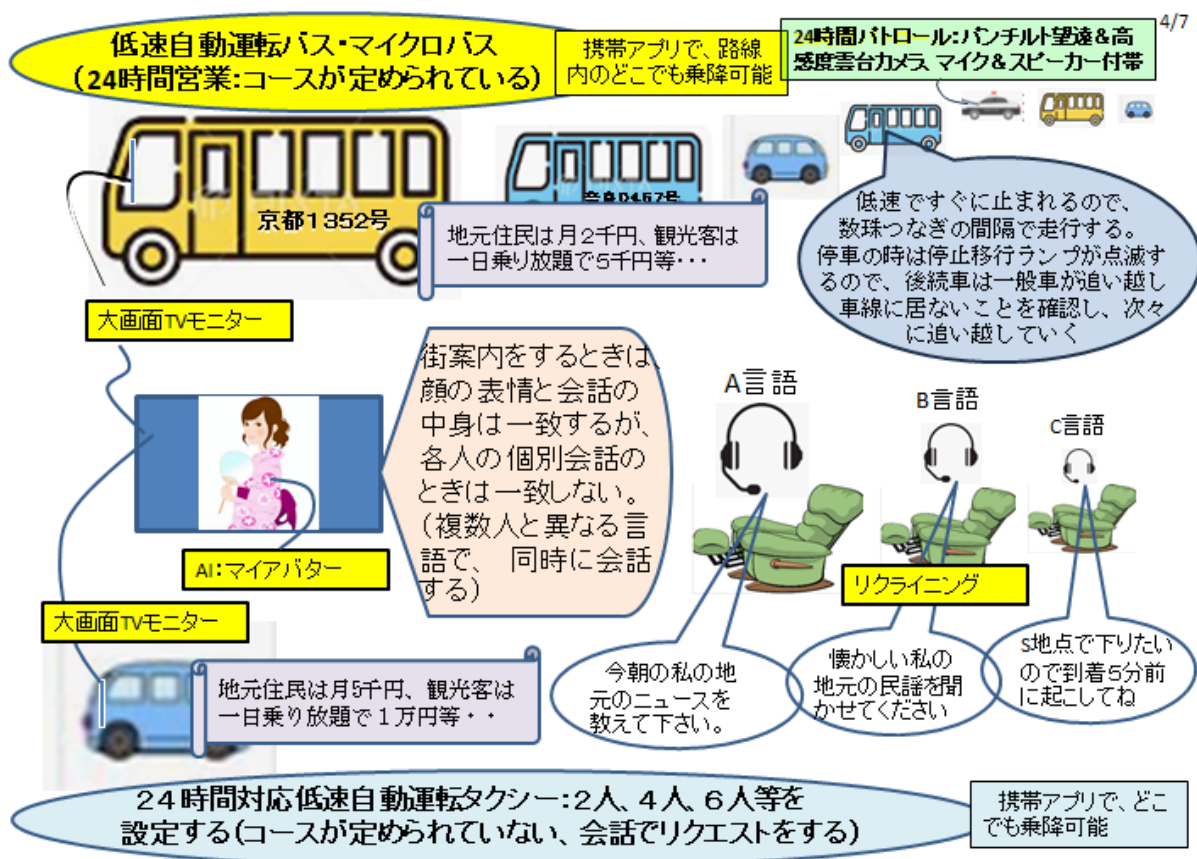 4/7
低速自動運転バス・マイクロバス
(24時間営業:コースが定められている)
携帯アプリで、路線
内のどこでも乗降可能
24時間パトロール:パンチルト望遠&高
感度雲台カメラ、マイク&スピーカー付帯
京都1352号
地元住民は月2千円、観光客は
一日乗り放題で5千円等・・・
低速ですぐに止まれるので、
数珠つなぎの間隔で走行する。
停車の時は停止移行ランプが点滅す
るので、後続車は一般車が追い越し
車線に居ないことを確認し、次々
に追い越していく
大画面TVモニター
街案内をするときは、
顔の表情と会話の
中身は一致するが、
各人の個別会話の
ときは一致しない。
(複数人と異なる言
語で、 同時に会話
する)
A言語
B言語
C言語
AI:マイアバター
リクライニング
大画面TVモニター
地元住民は月5千円、観光客は
一日乗り放題で1万円等・・
今朝の私の地
元のニュースを
教えて下さい。
懐かしい私の
地元の民謡を聞
かせてください
S地点で下りたい
ので到着5分前
に起こしてね
24時間対応低速自動運転タクシー:2人、4人、6人等を
設定する(コースが定められていない、会話でリクエストをする)
携帯アプリで、どこ
でも乗降可能